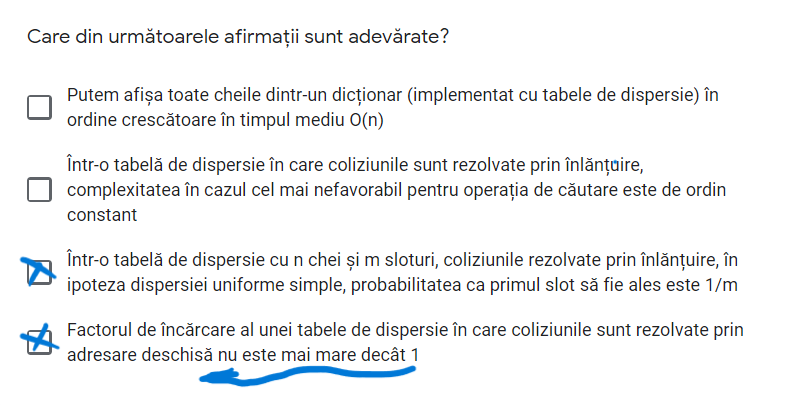 Care din următoarele afirmații sunt adevărate?
Putem afișa toate cheile dintr-un dicționar (implementat cu tabele de dispersie) în
ordine crescătoare în timpul mediu O(n)
Într-o tabelă de dispersie în care coliziunile sunt rezolvate prin înlănțuire,
complexitatea în cazul cel mai nefavorabil pentru operația de căutare este de ordin
constant
Într-o tabelă de dispersie cu n chei și m sloturi, coliziunile rezolvate prin înlănțuire, în
ipoteza dispersiei uniforme simple, probabilitatea ca primul slot să fie ales este 1/m
Factorul de încărcare al unei tabele de dispersie în care coliziunile sunt rezolvate prin
adresare deschisă nu este mai mare decât 1